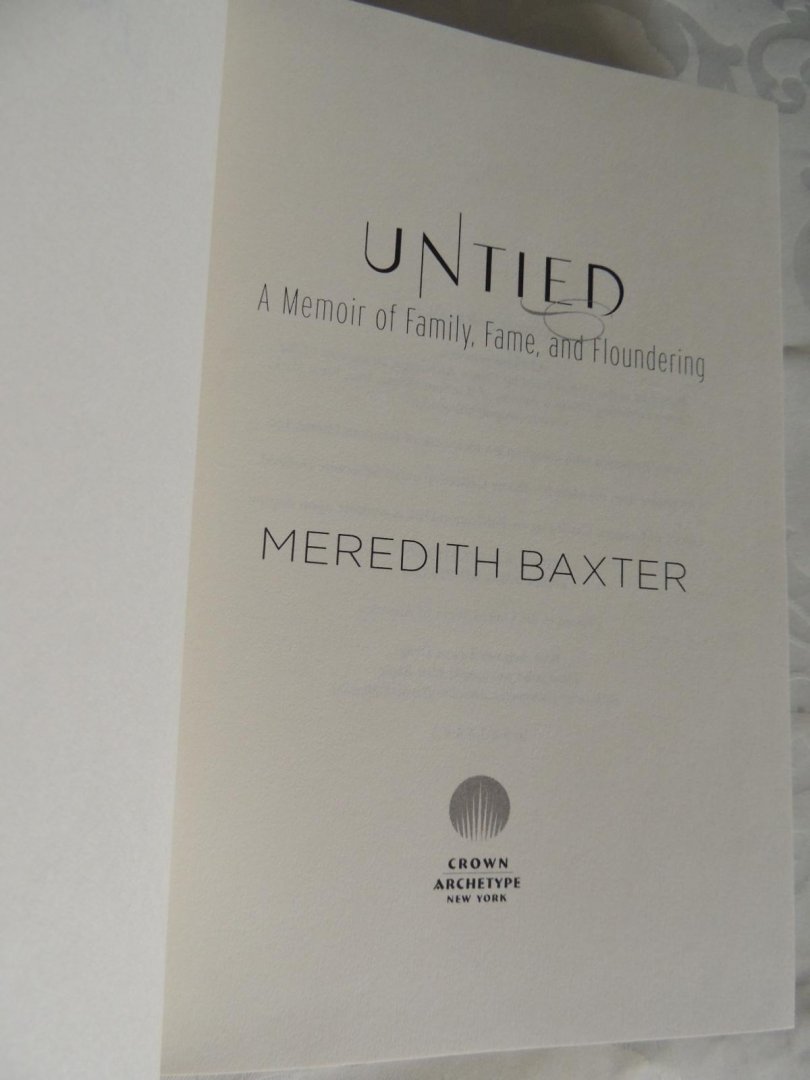 UNTIED
A Memoir of Family, Fame, and Floundering
MEREDITH BAXTER
CROWN
ARCHETYPE
NEW YORK